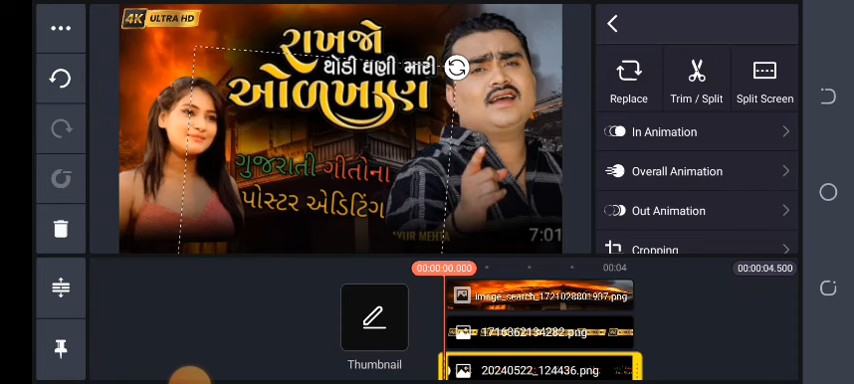 4K ULTRA HD
રાખજો
થોડી ઘણી મારી
ઓળખાણ
ગુજરાતી ગીતોના
પોસ્ટર એડિટિંગ
7:01
Replace
Trim / Split
Split Screen
In Animation
Overall Animation
Out Animation
Cropping
00:00:00.000
00:04
00:00:04.500
image_search_1721028801907.png
1716362134282.png
20240522_124436.png
Thumbnail